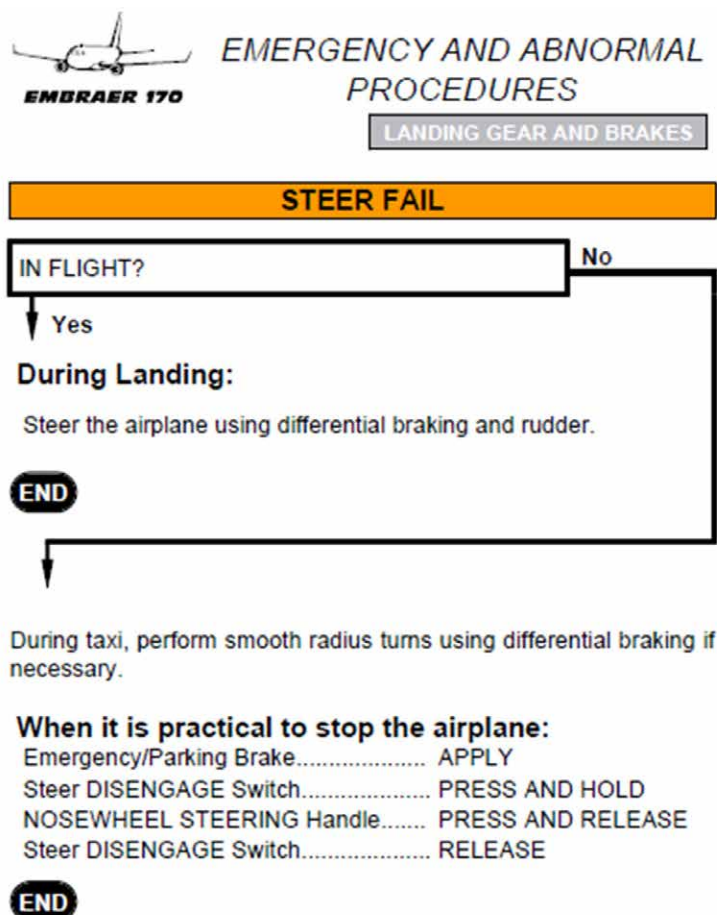 EMERGENCY AND ABNORMAL
PROCEDURES
EMBRAER 170
LANDING GEAR AND BRAKES
STEER FAIL
IN FLIGHT?
No
Yes
During Landing:
Steer the airplane using differential braking and rudder.
END
During taxi, perform smooth radius turns using differential braking if
necessary.
When it is practical to stop the airplane:
Emergency/Parking Brake.................... APPLY
Steer DISENGAGE Switch.................... PRESS AND HOLD
NOSEWHEEL STEERING Handle....... PRESS AND RELEASE
Steer DISENGAGE Switch.................... RELEASE
END